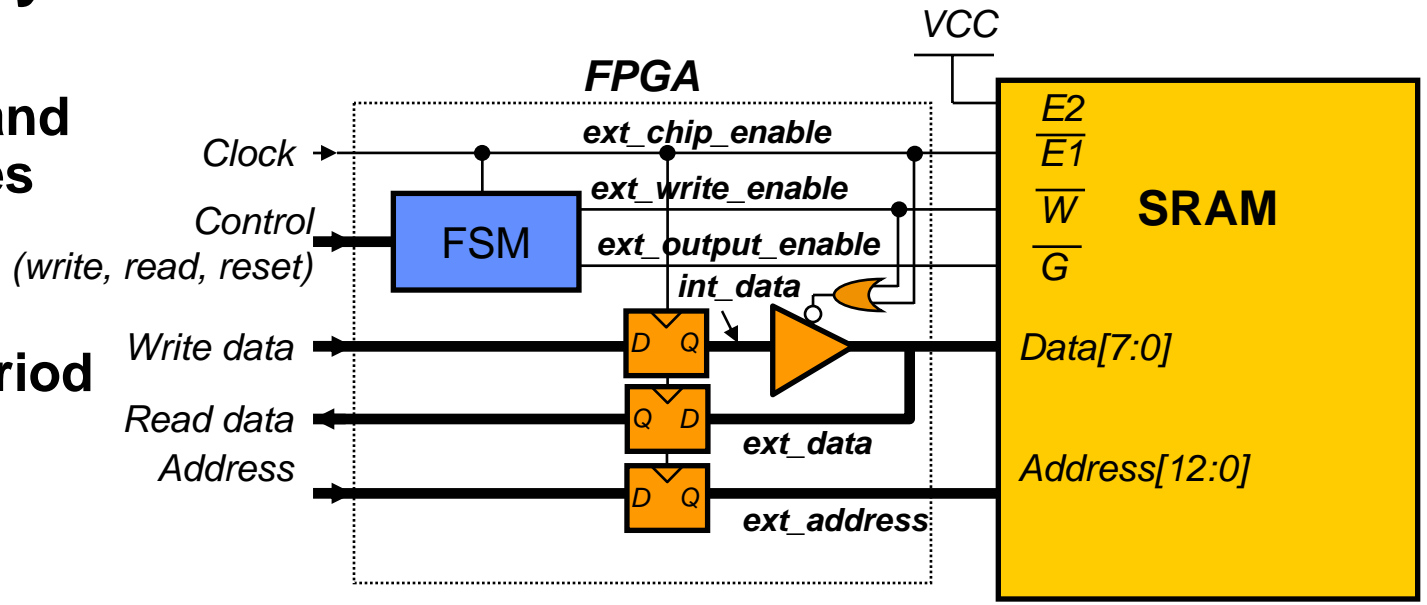 y
and
es
riod
VCC
FPGA
Clock
ext_chip_enable
E2
E1
Control
(write, read, reset)
FSM
ext_write_enable
ext_output_enable
W
G
SRAM
int_data
Write data
D Q
Data[7:0]
Read data
Q D
ext_data
Address
D Q
ext_address
Address[12:0]